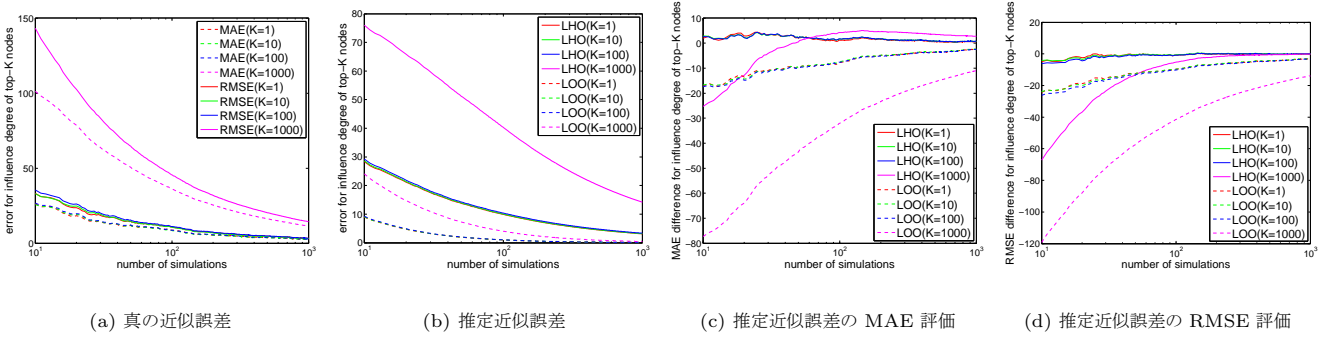 error for influence degree of top−K nodes
150
100
50
0
10^1
10^2
10^3
number of simulations
MAE(K=1)
MAE(K=10)
MAE(K=100)
MAE(K=1000)
RMSE(K=1)
RMSE(K=10)
RMSE(K=100)
RMSE(K=1000)
(a) 真の近似誤差
error for influence degree of top−K nodes
80
70
60
50
40
30
20
10
0
10^1
10^2
10^3
number of simulations
LHO(K=1)
LHO(K=10)
LHO(K=100)
LHO(K=1000)
LOO(K=1)
LOO(K=10)
LOO(K=100)
LOO(K=1000)
(b) 推定近似誤差
MAE difference for influence degree of top−K nodes
10
0
−10
−20
−30
−40
−50
−60
−70
−80
10^1
10^2
10^3
number of simulations
LHO(K=1)
LHO(K=10)
LHO(K=100)
LHO(K=1000)
LOO(K=1)
LOO(K=10)
LOO(K=100)
LOO(K=1000)
(c) 推定近似誤差の MAE 評価
RMSE difference for influence degree of top−K nodes
20
0
−20
−40
−60
−80
−100
−120
10^1
10^2
10^3
number of simulations
LHO(K=1)
LHO(K=10)
LHO(K=100)
LHO(K=1000)
LOO(K=1)
LOO(K=10)
LOO(K=100)
LOO(K=1000)
(d) 推定近似誤差の RMSE 評価